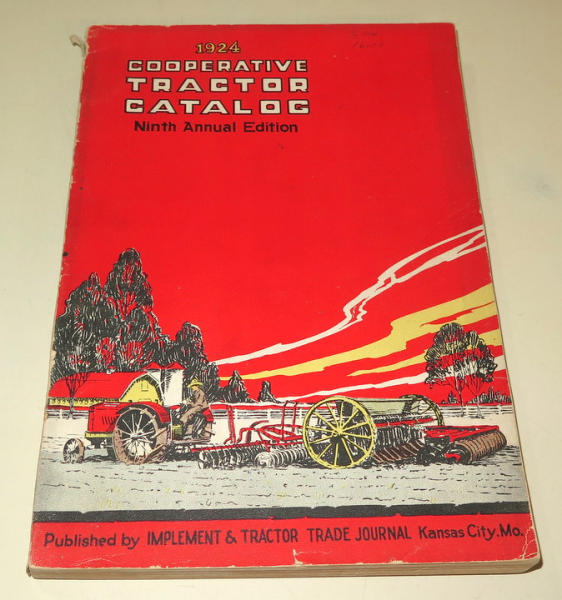 1924
COOPERATIVE
TRACTOR
CATALOG
Ninth Annual Edition
Published by IMPLEMENT & TRACTOR TRADE JOURNAL Kansas City, Mo.